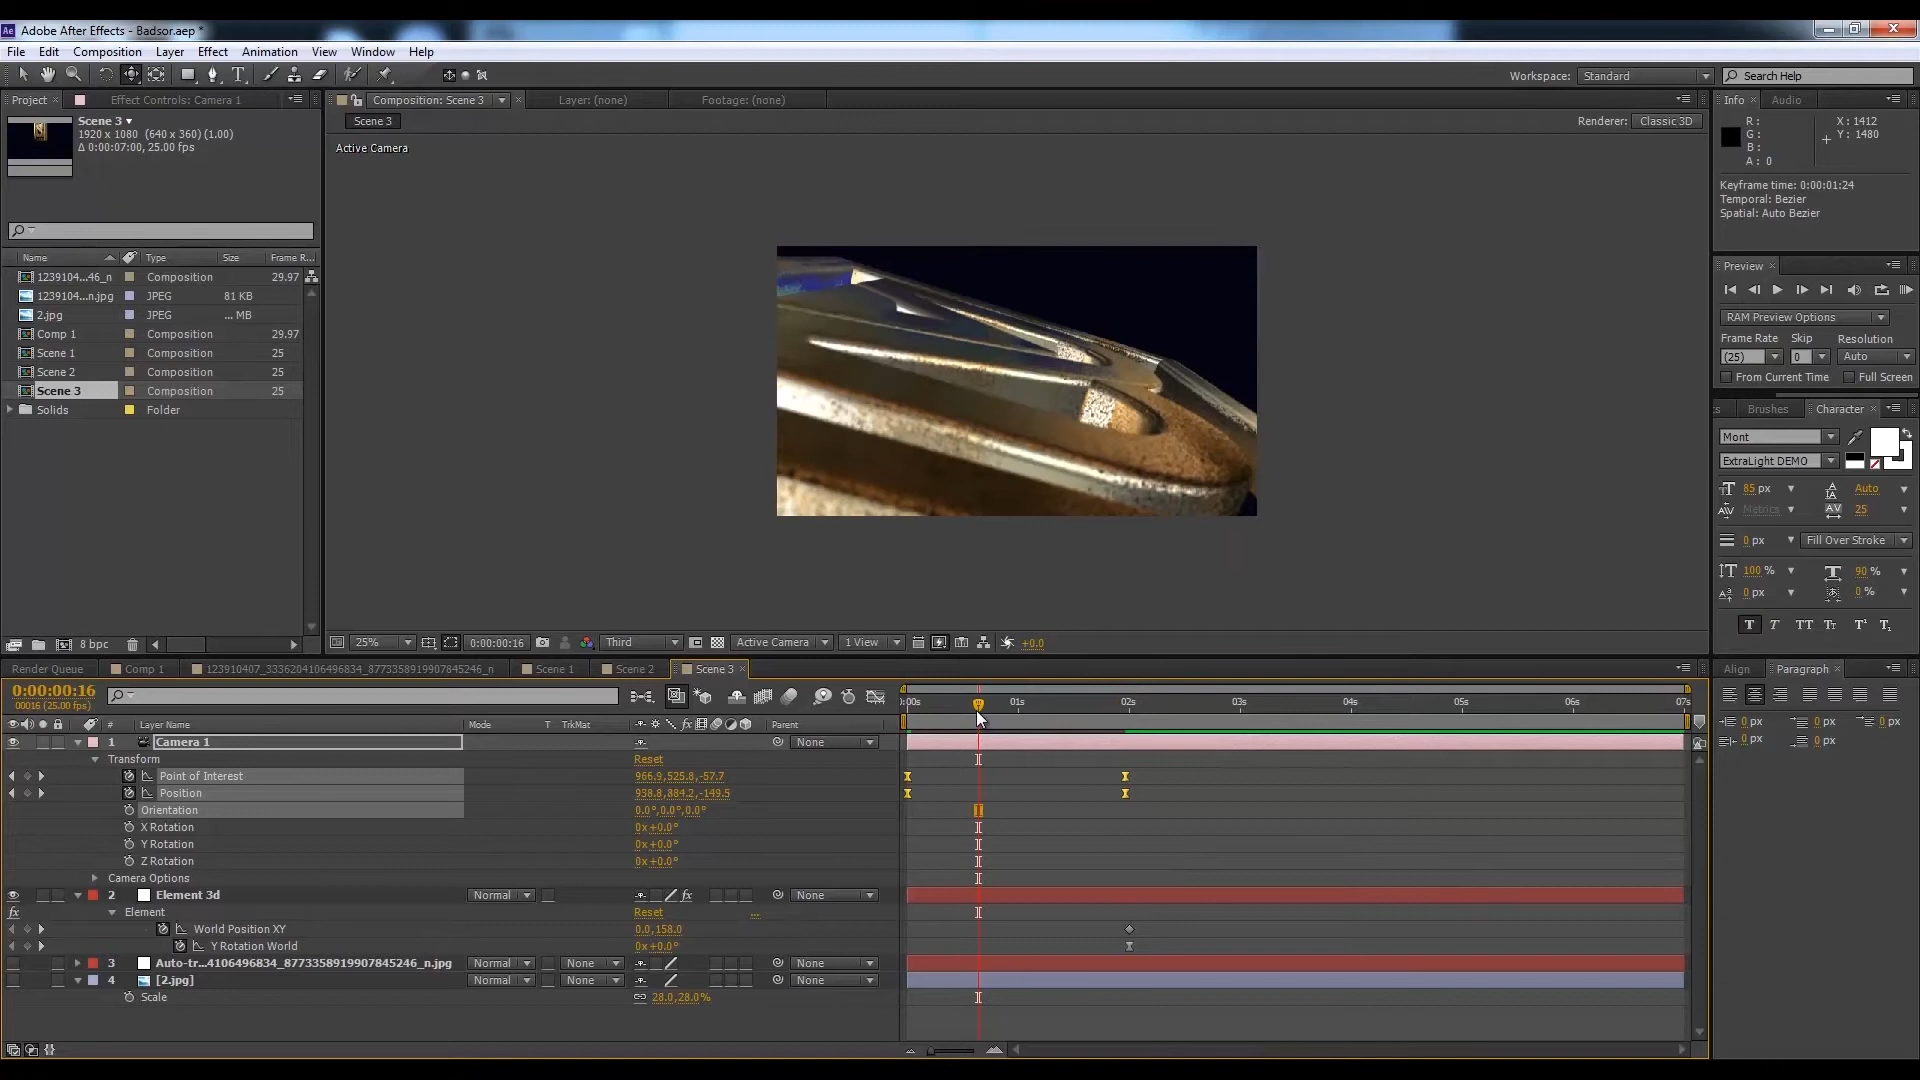 Ae Adobe After Effects - Badsor.aep *
File Edit Composition Layer Effect Animation View Window Help
Workspace: Standard Search Help
Project Effect Controls: Camera 1
Composition: Scene 3 Layer: (none) Footage: (none)
Info Audio
Scene 3
1920 x 1080 (640 x 360) (1.00)
Δ 0:00:07:00, 25.00 fps
Scene 3
Renderer: Classic 3D
Active Camera
R :
G :
B :
A : 0
X : 1412
Y : 1480
Keyframe time: 0:00:01:24
Temporal: Bezier
Spatial: Auto Bezier
Name Type Size Frame R...
1239104...46_n Composition 29.97
1239104...n.jpg JPEG 81 KB
2.jpg JPEG ... MB
Comp 1 Composition 29.97
Scene 1 Composition 25
Scene 2 Composition 25
Scene 3 Composition 25
Solids Folder
Preview
RAM Preview Options
Frame Rate Skip Resolution
(25) 0 Auto
From Current Time Full Screen
Brushes Character
Mont
ExtraLight DEMO
85 px Auto
Metrics 25
0 px Fill Over Stroke
100 % 90 %
0 px 0 %
8 bpc
25% 0:00:00:16 Third Active Camera 1 View +0.0
Render Queue Comp 1 123910407_3336204106496834_8773358919907845246_n Scene 1 Scene 2 Scene 3
Align Paragraph
0 px 0 px 0 px
0 px 0 px
0:00:00:16
00016 (25.00 fps)
01s 02s 03s 04s 05s 06s
# Layer Name Mode T TrkMat Parent
1 Camera 1 None
Transform Reset
Point of Interest 966.9,525.8,-57.7
Position 938.8,884.2,-149.5
Orientation 0.0°,0.0°,0.0°
X Rotation 0x+0.0°
Y Rotation 0x+0.0°
Z Rotation 0x+0.0°
Camera Options
2 Element 3d Normal None
Element Reset ...
World Position XY 0.0,158.0
Y Rotation World 0x+0.0°
3 Auto-tr...4106496834_8773358919907845246_n.jpg Normal None None
4 [2.jpg] Normal None None
Scale 28.0,28.0%